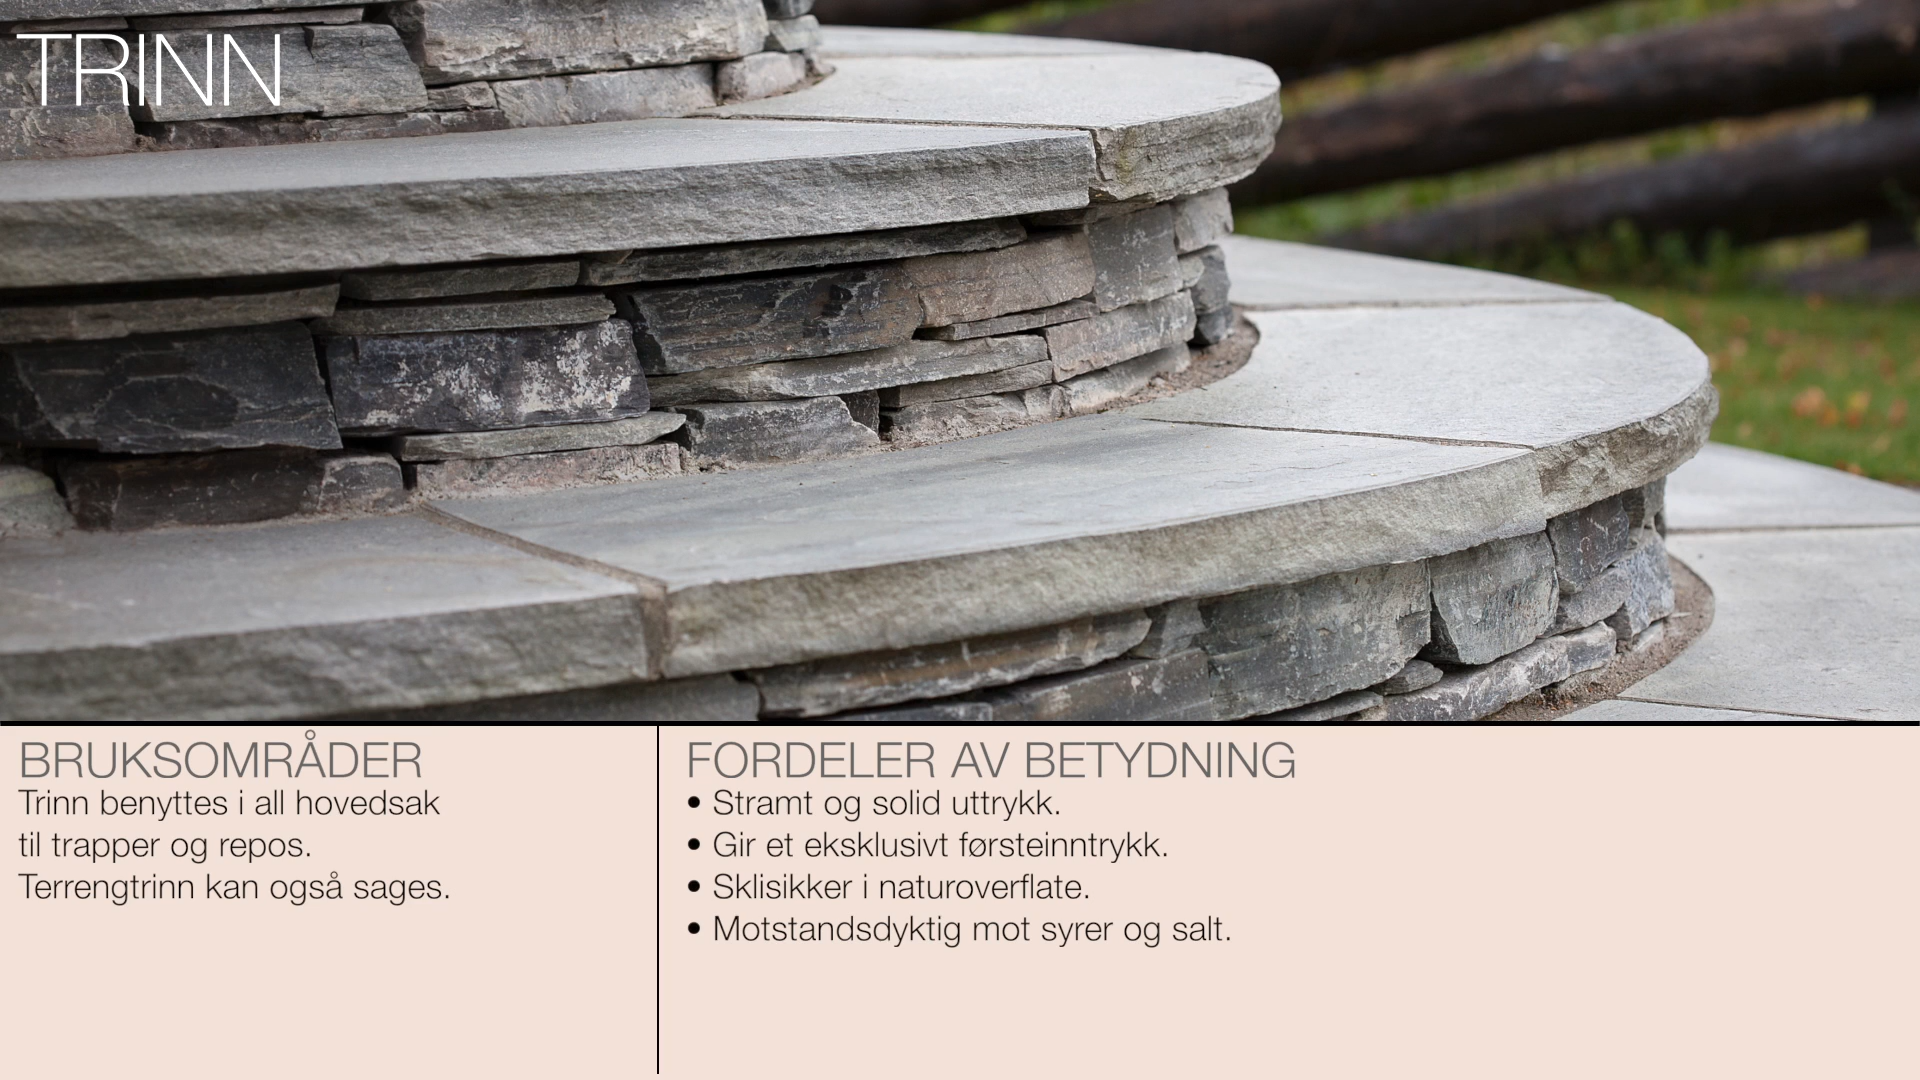 TRINN
BRUKSOMRÅDER
Trinn benyttes i all hovedsak
til trapper og repos.
Terrengtrinn kan også sages.
FORDELER AV BETYDNING
• Stramt og solid uttrykk.
• Gir et eksklusivt førsteinntrykk.
• Sklisikker i naturoverflate.
• Motstandsdyktig mot syrer og salt.